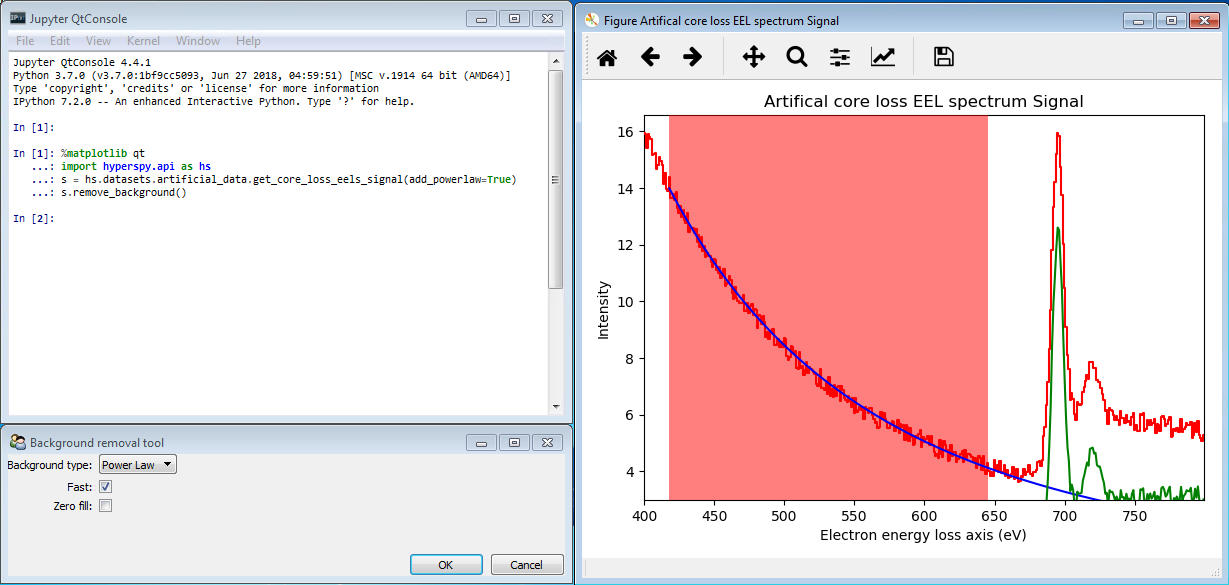 Jupyter QtConsole
File Edit View Kernel Window Help
Jupyter QtConsole 4.4.1
Python 3.7.0 (v3.7.0:1bf9cc5093, Jun 27 2018, 04:59:51) [MSC v.1914 64 bit (AMD64)]
Type 'copyright', 'credits' or 'license' for more information
IPython 7.2.0 -- An enhanced Interactive Python. Type '?' for help.
In [1]:
In [1]: %matplotlib qt
...: import hyperspy.api as hs
...: s = hs.datasets.artificial_data.get_core_loss_eels_signal(add_powerlaw=True)
...: s.remove_background()
In [2]:
Background removal tool
Background type: Power Law
Fast:
Zero fill:
OK Cancel
Figure Artifical core loss EEL spectrum Signal
Artifical core loss EEL spectrum Signal
16
14
12
10
8
6
4
Intensity
400 450 500 550 600 650 700 750
Electron energy loss axis (eV)